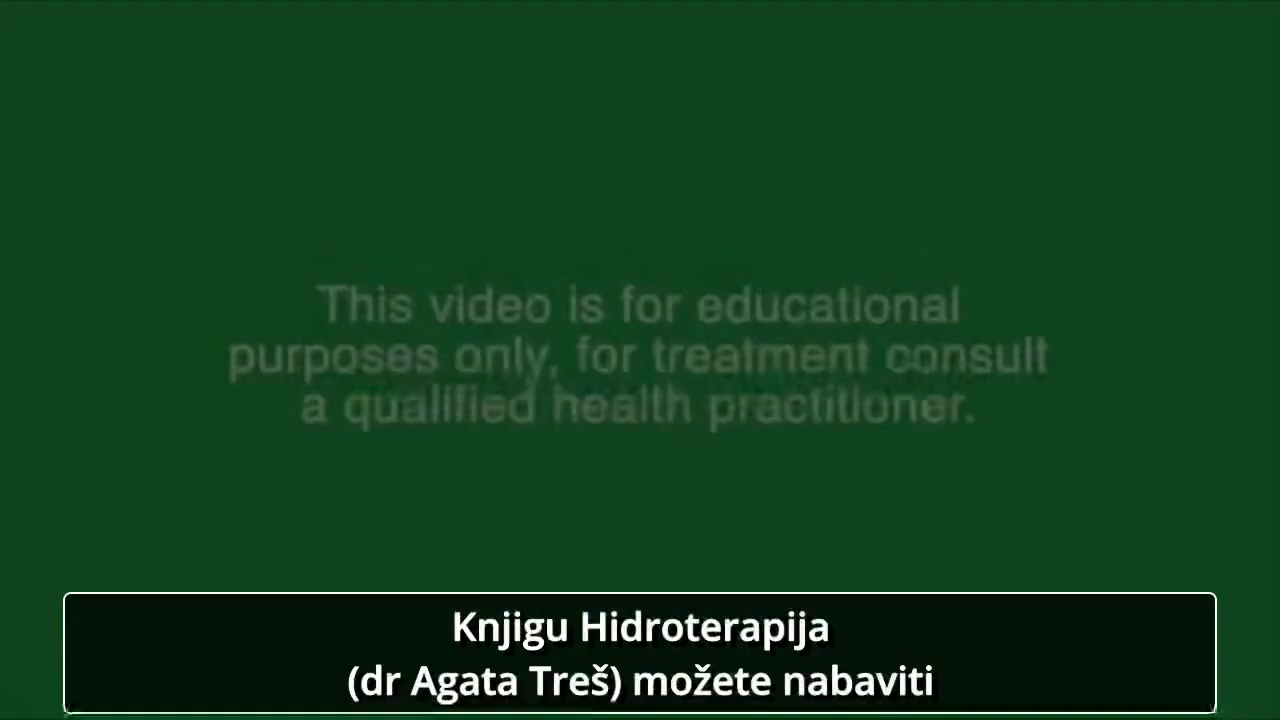 This video is for educational
purposes only, for treatment consult
a qualified health practitioner.
Knjigu Hidroterapija
(dr Agata Treš) možete nabaviti